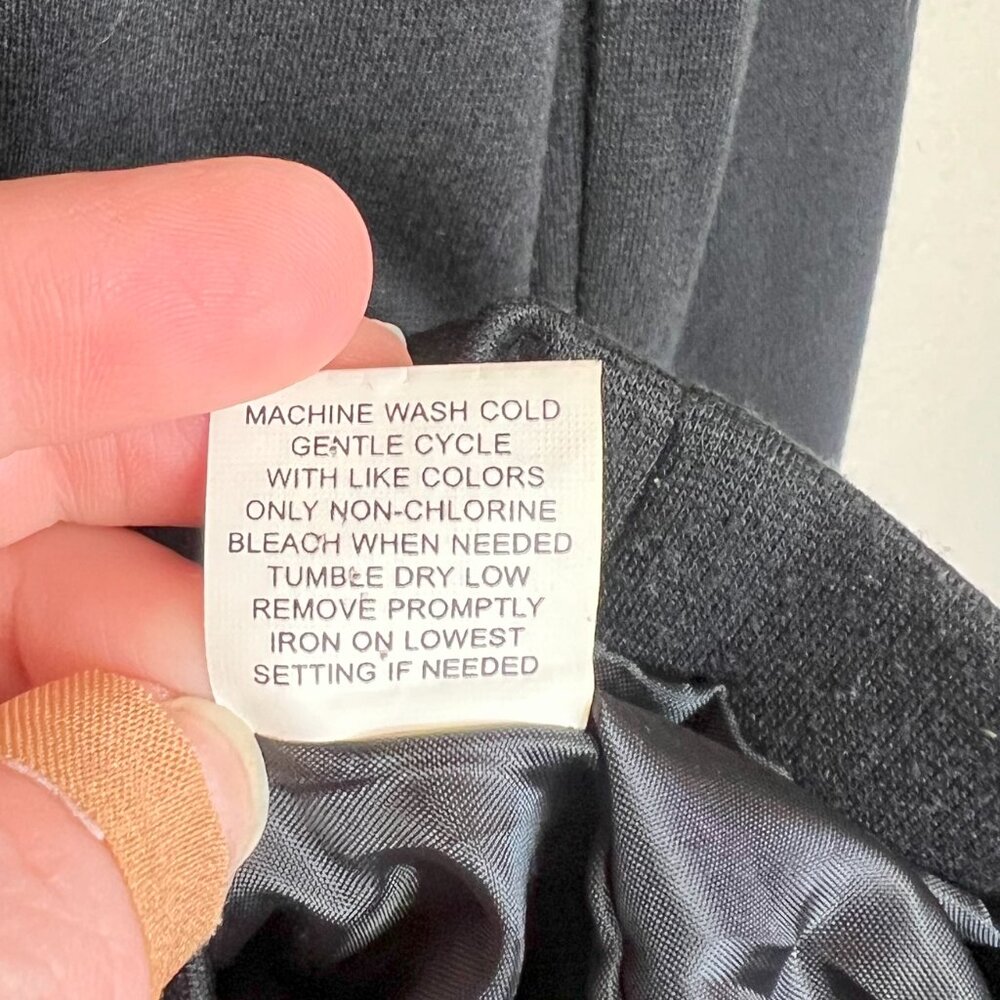 MACHINE WASH COLD
GENTLE CYCLE
WITH LIKE COLORS
ONLY NON-CHLORINE
BLEACH WHEN NEEDED
TUMBLE DRY LOW
REMOVE PROMPTLY
IRON ON LOWEST
SETTING IF NEEDED